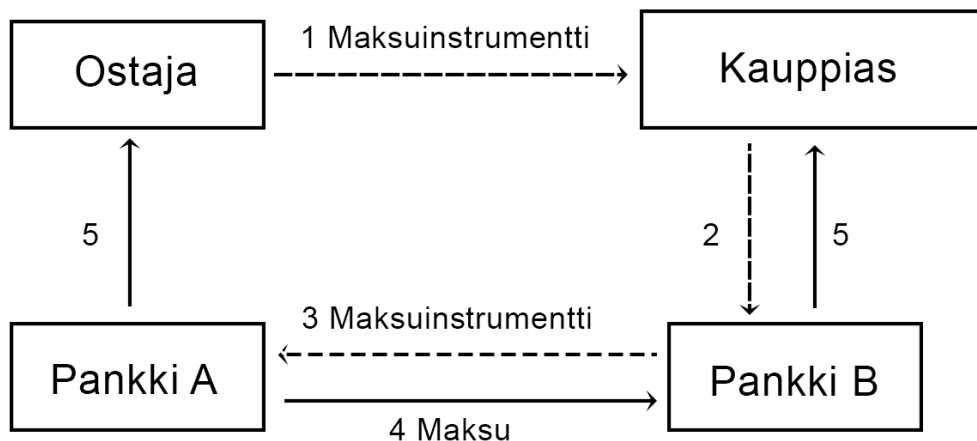 1 Maksuinstrumentti
Ostaja
Kauppias
5
2
5
3 Maksuinstrumentti
Pankki A
Pankki B
4 Maksu